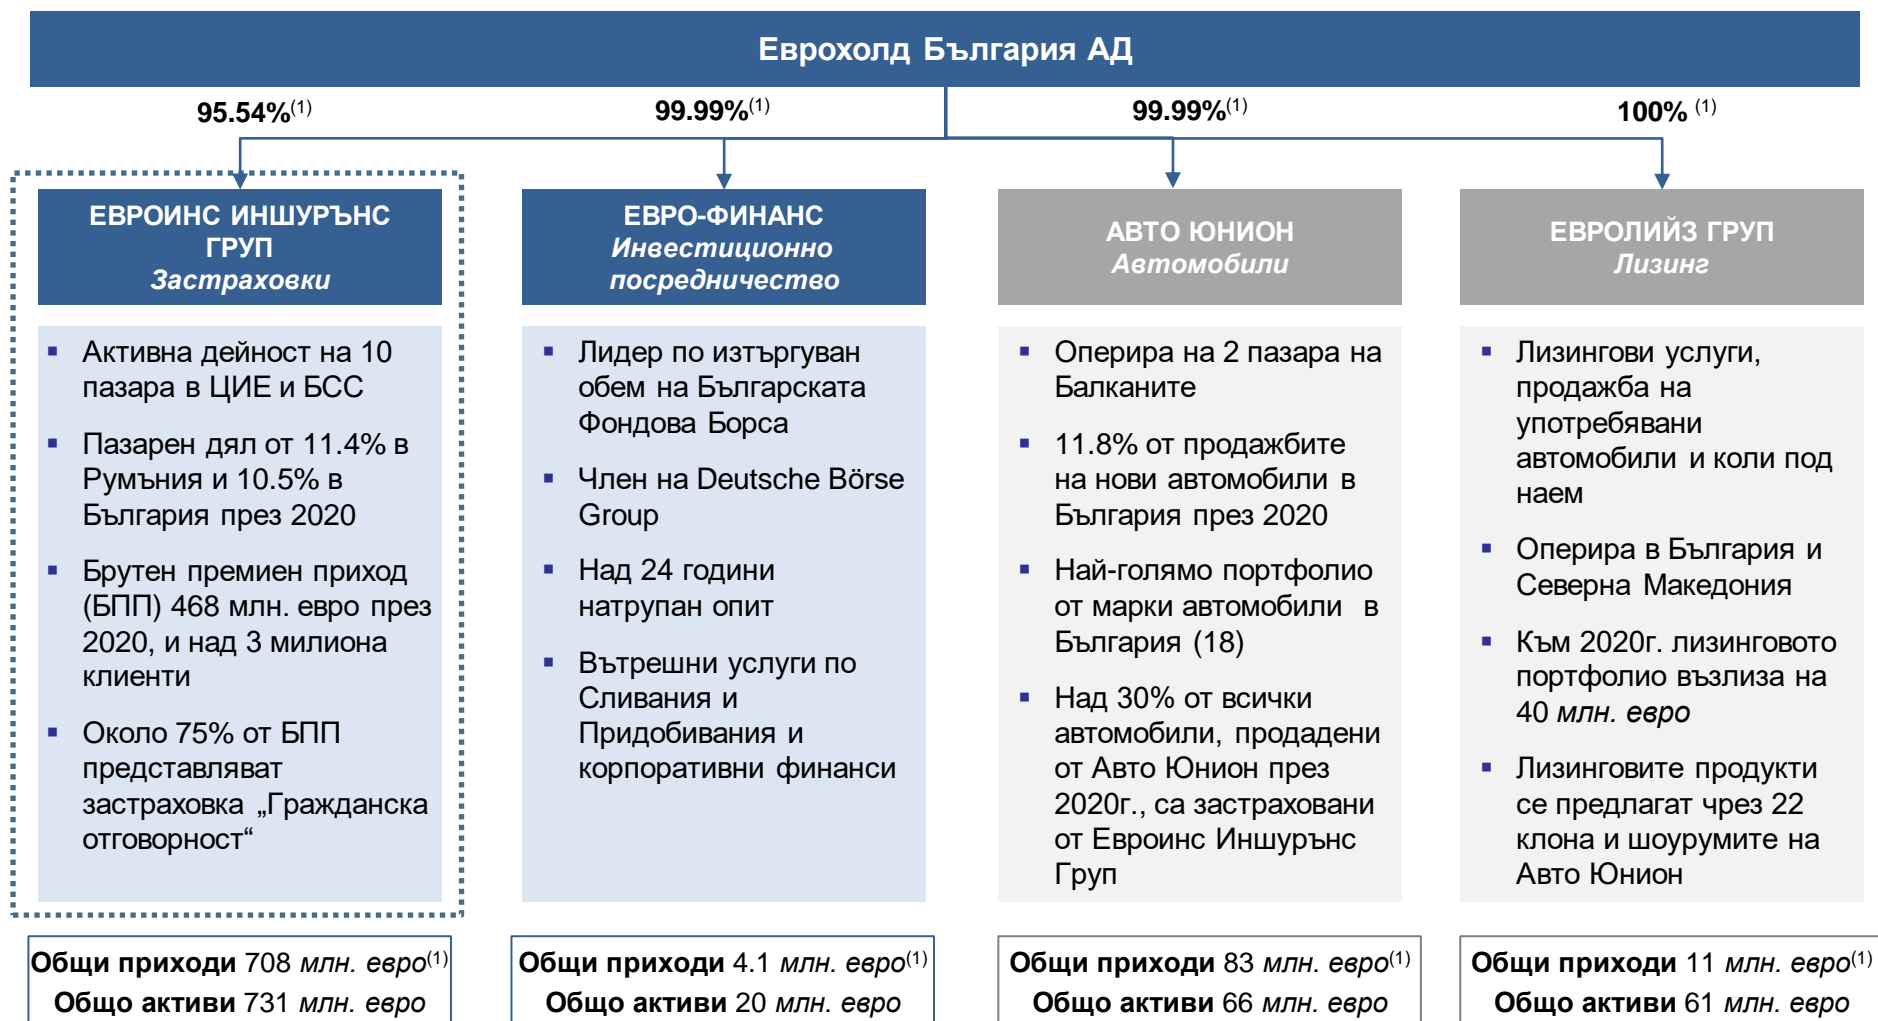 Еврохолд България АД
95.54%(1)
99.99%(1)
99.99%(1)
100% (1)
ЕВРОИНС ИНШУРЪНС
ГРУП
Застраховки
Активна дейност на 10
пазара в ЦИЕ и БСС
Пазарен дял от 11.4% в
Румъния и 10.5% в
България през 2020
Брутен премиен приход
(БПП) 468 млн. евро през
2020, и над 3 милиона
клиенти
Около 75% от БПП
представляват
застраховка „Гражданска
отговорност“
Общи приходи 708 млн. евро(1)
Общо активи 731 млн. евро
ЕВРО-ФИНАНС
Инвестиционно
посредничество
Лидер по изтъргуван
обем на Българската
Фондова Борса
Член на Deutsche Börse
Group
Над 24 години
натрупан опит
Вътрешни услуги по
Сливания и
Придобивания и
корпоративни финанси
Общи приходи 4.1 млн. евро(1)
Общо активи 20 млн. евро
АВТО ЮНИОН
Автомобили
Оперира на 2 пазара на
Балканите
11.8% от продажбите
на нови автомобили в
България през 2020
Най-голямо портфолио
от марки автомобили в
България (18)
Над 30% от всички
автомобили, продадени
от Авто Юнион през
2020г., са застраховани
от Евроинс Иншурънс
Груп
Общи приходи 83 млн. евро(1)
Общо активи 66 млн. евро
ЕВРОЛИЙЗ ГРУП
Лизинг
Лизингови услуги,
продажба на
употребявани
автомобили и коли под
наем
Оперира в България и
Северна Македония
Към 2020г. лизинговото
портфолио възлиза на
40 млн. евро
Лизинговите продукти
се предлагат чрез 22
клона и шоурумите на
Авто Юнион
Общи приходи 11 млн. евро(1)
Общо активи 61 млн. евро